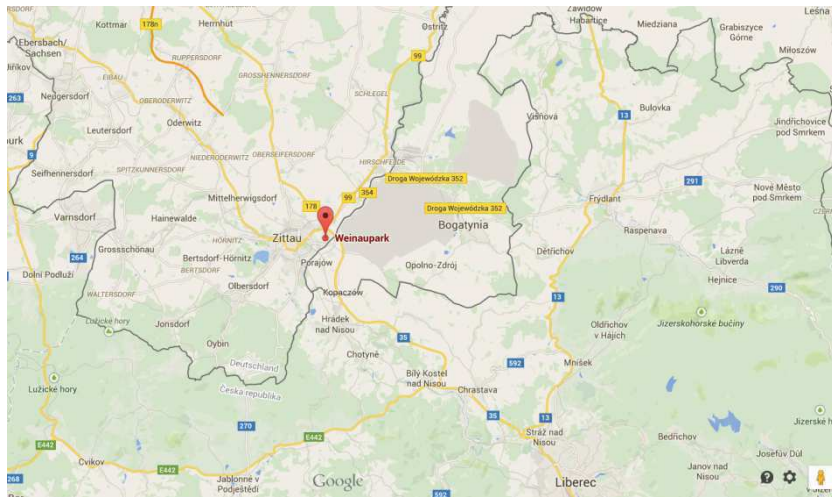 Kottmar
178n
Herrnhut
Ostritz
Zawidów
Habartice
Miedziana
Grabiszyce
Górne
Leśna
Ebersbach/
Sachsen
EIBAU
RUPPERSDORF
99
Miłoszów
Jiříkov
263
Neugersdorf
GROSSHENNERSDORF
OBERODERWITZ
SCHLEGEL
Višňová
13
Bulovka
Jindřichovice
pod Smrkem
Leutersdorf
Oderwitz
9
NIEDERODERWITZ
OBERSEIFERSDORF
HIRSCHFELDE
Seifhennersdorf
SPITZKUNNERSDORF
Droga Wojewódzka 352
291
Nové Město
pod Smrkem
Mittelherwigsdorf
99
354
178
Frýdlant
Varnsdorf
Hainewalde
Droga Wojewódzka 352
Raspenava
HÖRNITZ
Zittau
Weinaupark
Bogatynia
264
Grossschönau
Bertsdorf-Hörnitz
BERTSDORF
Porajów
Opolno-Zdrój
Dětřichov
Lázně
Libverda
Dolní Podluží
Hejnice
WALTERSDORF
Olbersdorf
Kopaczów
13
290
Lužické hory
Jonsdorf
Hrádek
nad Nisou
Oldřichov
v Hájích
Jizerskohorské bučiny
Oybin
35
Chotyně
Deutschland
Česká republika
592
Mníšek
Lužické hory
Bílý Kostel
nad Nisou
Chrastava
35
13
270
Stráž nad
Nisou
E442
E442
Bedřichov
Cvikov
Josefův Důl
268
Jablonné v
Podještědí
Google
592
Liberec
Janov nad
Nisou